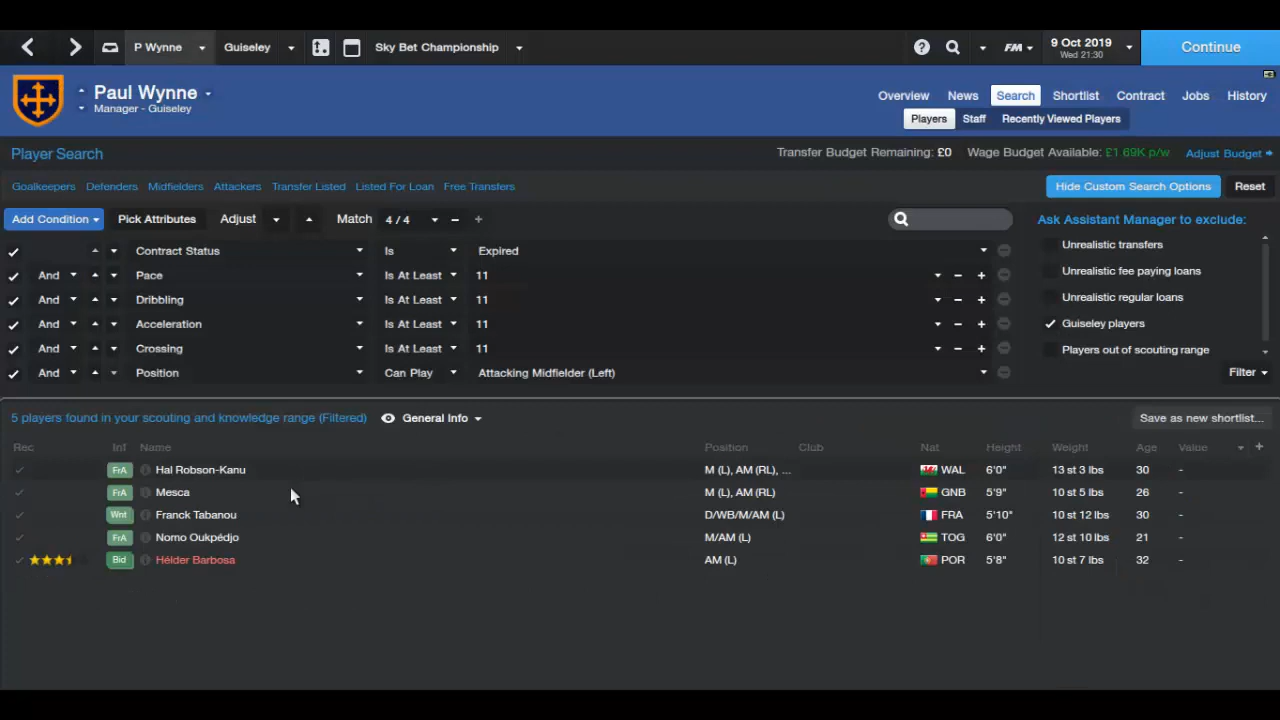 P Wynne Guiseley Sky Bet Championship ? FM 9 Oct 2019 Continue
Wed 21:30
Paul Wynne
Manager - Guiseley
Overview News Search Shortlist Contract Jobs History
Players Staff Recently Viewed Players
Player Search Transfer Budget Remaining: £0 Wage Budget Available: £1.69K p/w Adjust Budget
Goalkeepers Defenders Midfielders Attackers Transfer Listed Listed For Loan Free Transfers Hide Custom Search Options Reset
Add Condition Pick Attributes Adjust Match 4 / 4 Ask Assistant Manager to exclude:
Contract Status Is Expired Unrealistic transfers
And Pace Is At Least 11 Unrealistic fee paying loans
And Dribbling Is At Least 11 Unrealistic regular loans
And Acceleration Is At Least 11 Guiseley players
And Crossing Is At Least 11 Players out of scouting range
And Position Can Play Attacking Midfielder (Left) Filter
5 players found in your scouting and knowledge range (Filtered) General Info Save as new shortlist...
Rec Inf Name Position Club Nat Height Weight Age Value +
FrA Hal Robson-Kanu M (L), AM (RL), ... WAL 6'0" 13 st 3 lbs 30 -
FrA Mesca M (L), AM (RL) GNB 5'9" 10 st 5 lbs 26 -
Wnt Franck Tabanou D/WB/M/AM (L) FRA 5'10" 10 st 12 lbs 30 -
FrA Nomo Oukpédjo M/AM (L) TOG 6'0" 12 st 10 lbs 21 -
Bid Hélder Barbosa AM (L) POR 5'8" 10 st 7 lbs 32 -